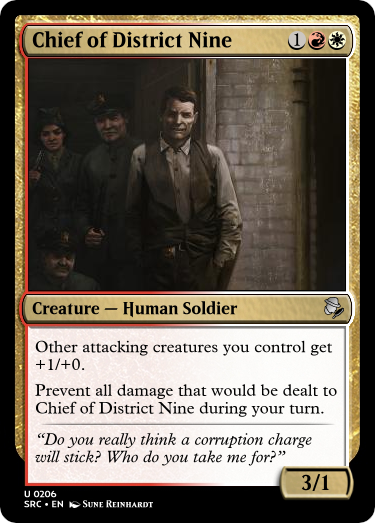 Chief of District Nine 1
Creature — Human Soldier
Other attacking creatures you control get
+1/+0.
Prevent all damage that would be dealt to
Chief of District Nine during your turn.
“Do you really think a corruption charge
will stick? Who do you take me for?”
3/1
U 0206
SRC • EN Sune Reinhardt